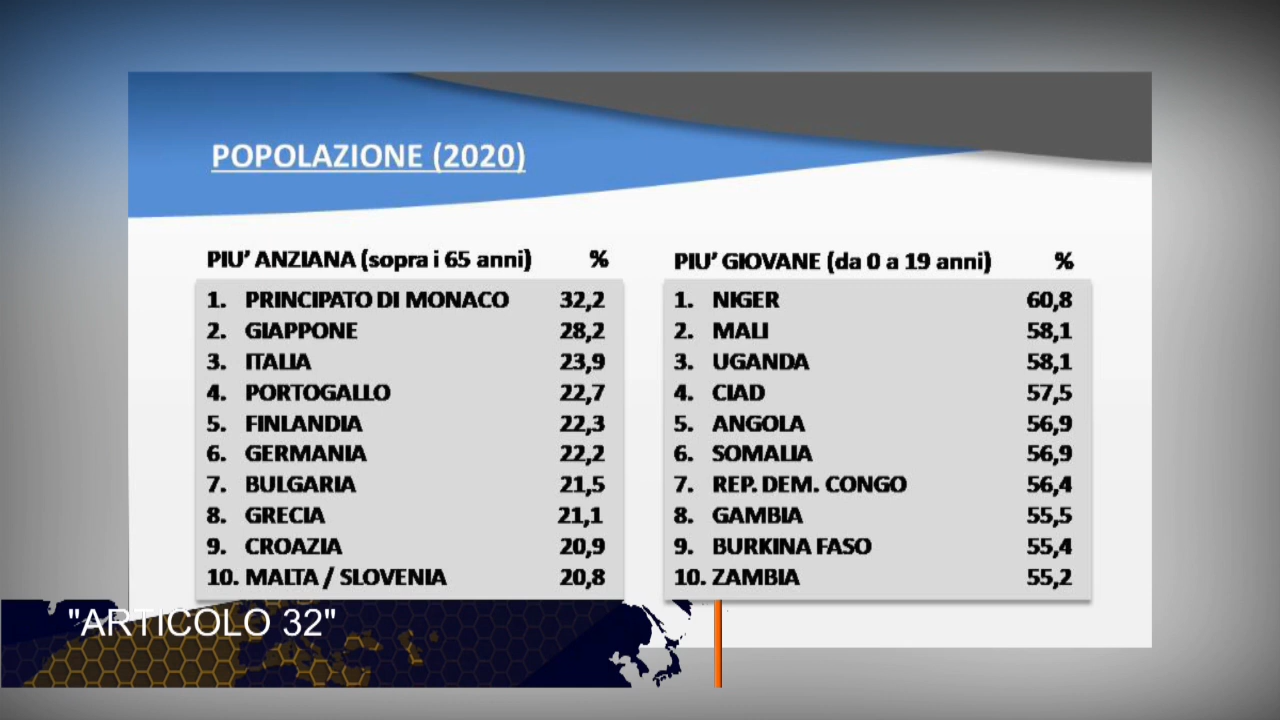 POPOLAZIONE (2020)
PIU' ANZIANA (sopra i 65 anni) %
1. PRINCIPATO DI MONACO 32,2
2. GIAPPONE 28,2
3. ITALIA 23,9
4. PORTOGALLO 22,7
5. FINLANDIA 22,3
6. GERMANIA 22,2
7. BULGARIA 21,5
8. GRECIA 21,1
9. CROAZIA 20,9
10. MALTA / SLOVENIA 20,8
PIU' GIOVANE (da 0 a 19 anni) %
1. NIGER 60,8
2. MALI 58,1
3. UGANDA 58,1
4. CIAD 57,5
5. ANGOLA 56,9
6. SOMALIA 56,9
7. REP. DEM. CONGO 56,4
8. GAMBIA 55,5
9. BURKINA FASO 55,4
10. ZAMBIA 55,2
"ARTICOLO 32"